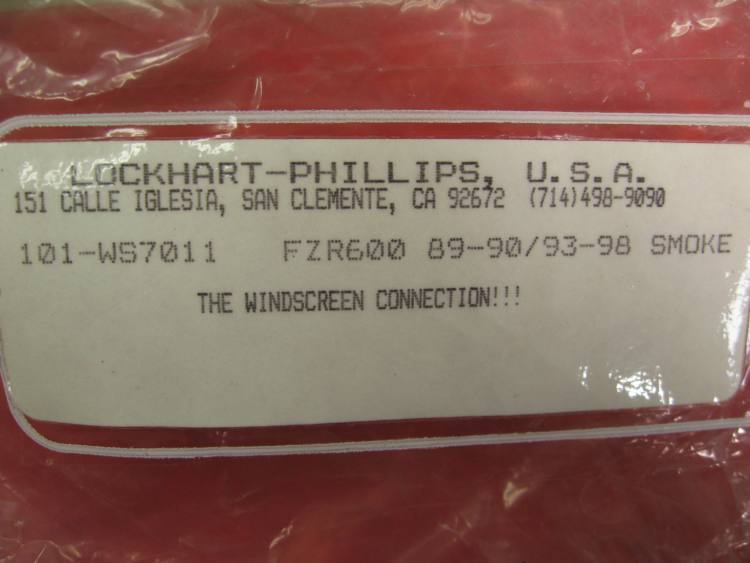 LOCKHART-PHILLIPS, U.S.A.
151 CALLE IGLESIA, SAN CLEMENTE, CA 92672 (714)498-9090
101-WS7011 FZR600 89-90/93-98 SMOKE
THE WINDSCREEN CONNECTION!!!